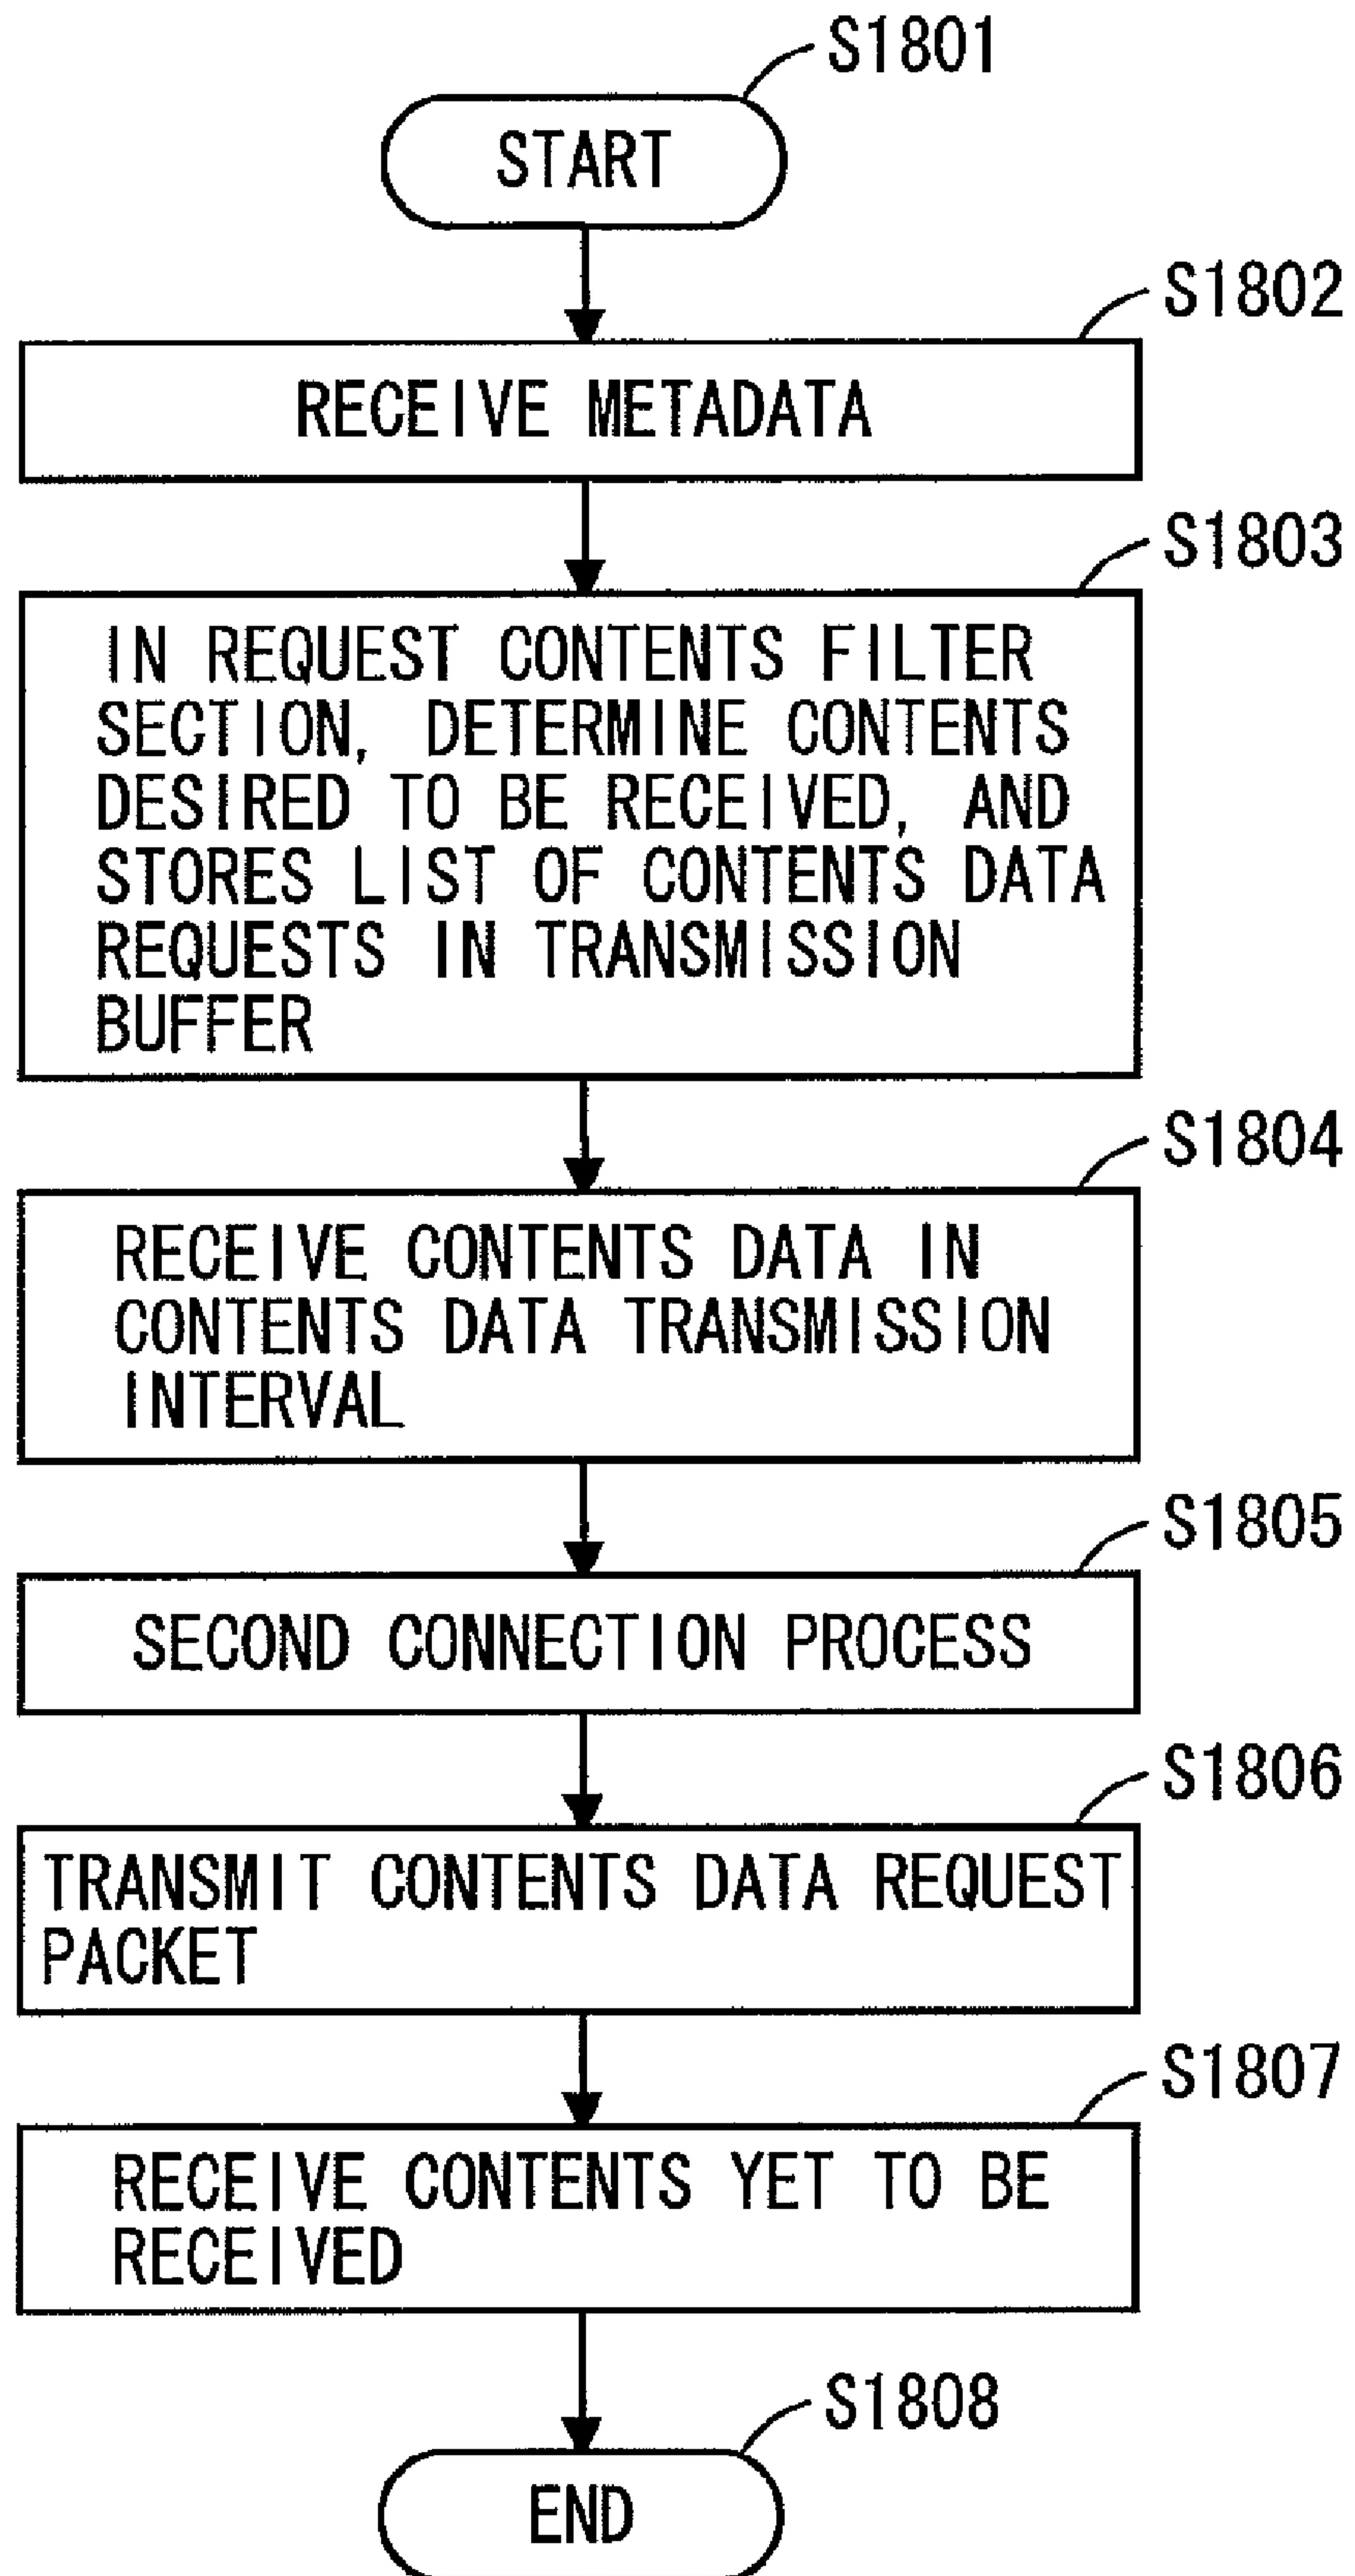 S1801
START
S1802
RECEIVE METADATA
S1803
IN REQUEST CONTENTS FILTER
SECTION, DETERMINE CONTENTS
DESIRED TO BE RECEIVED, AND
STORES LIST OF CONTENTS DATA
REQUESTS IN TRANSMISSION
BUFFER
S1804
RECEIVE CONTENTS DATA IN
CONTENTS DATA TRANSMISSION
INTERVAL
S1805
SECOND CONNECTION PROCESS
S1806
TRANSMIT CONTENTS DATA REQUEST
PACKET
S1807
RECEIVE CONTENTS YET TO BE
RECEIVED
S1808
END